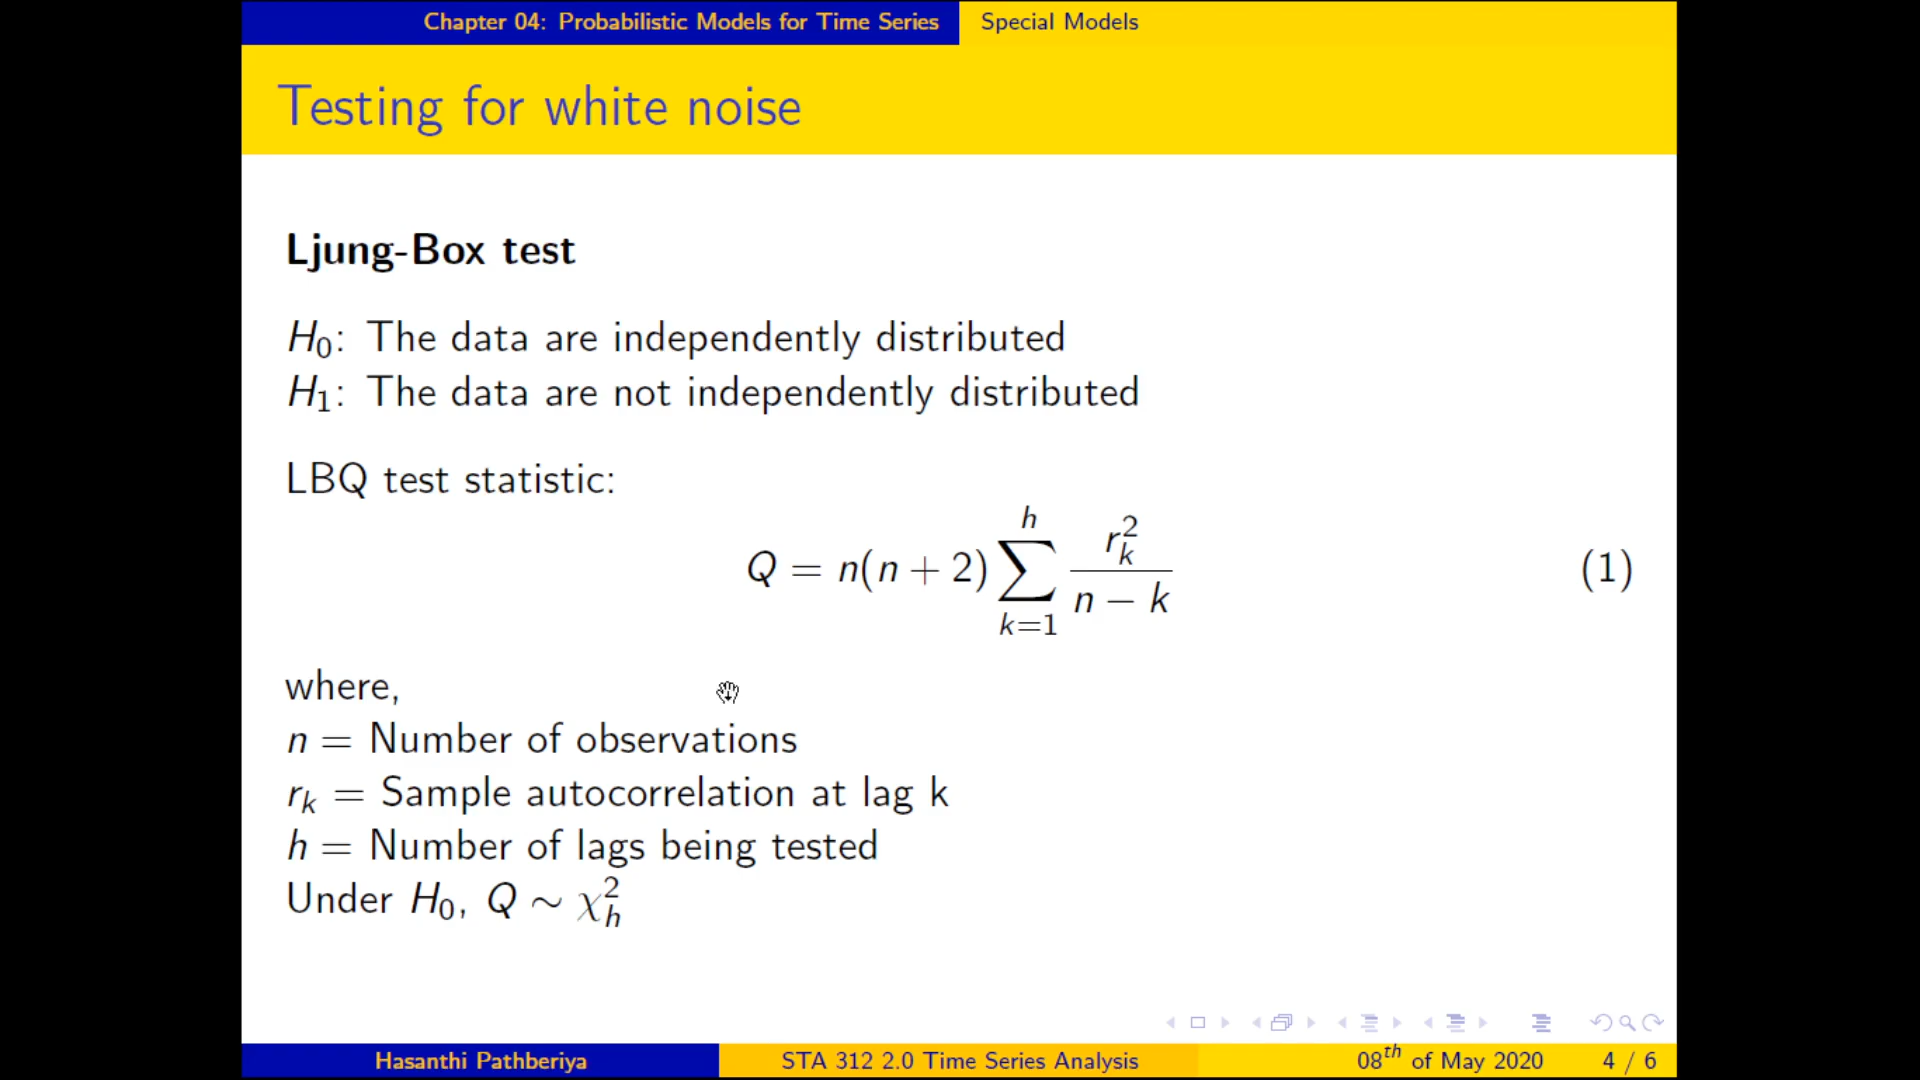 Chapter 04: Probabilistic Models for Time Series Special Models
Testing for white noise
Ljung-Box test
H₀: The data are independently distributed
H₁: The data are not independently distributed
LBQ test statistic:
Q = n(n + 2) ∑_{k=1}^{h} \frac{r_k^2}{n − k} (1)
where,
n = Number of observations
r_k = Sample autocorrelation at lag k
h = Number of lags being tested
Under H₀, Q ∼ χ_h^2
Hasanthi Pathberiya STA 312 2.0 Time Series Analysis 08^{th} of May 2020 4 / 6